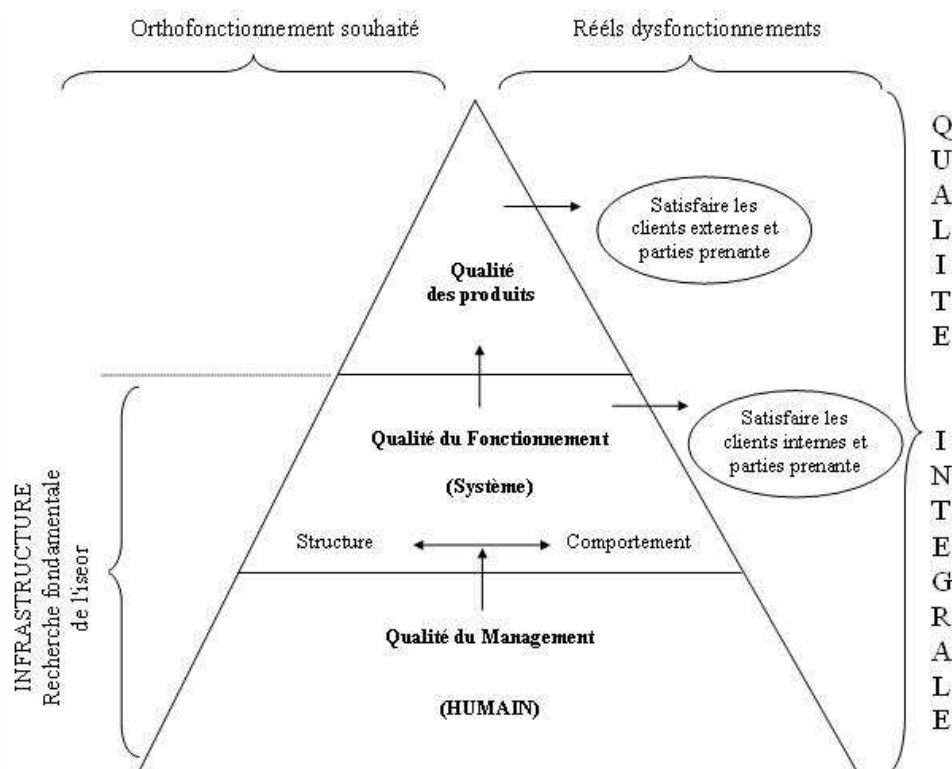 Orthofonctionnement souhaité
Rééls dysfonctionnements
Satisfaire les
clients externes et
parties prenante
Qualité
des produits
Qualité du Fonctionnement
(Système)
Satisfaire les
clients internes et
parties prenante
Structure
Comportement
Qualité du Management
(HUMAIN)
INFRASTRUCTURE
Recherche fondamentale
de l'iseor
QUALITE INTEGRALE